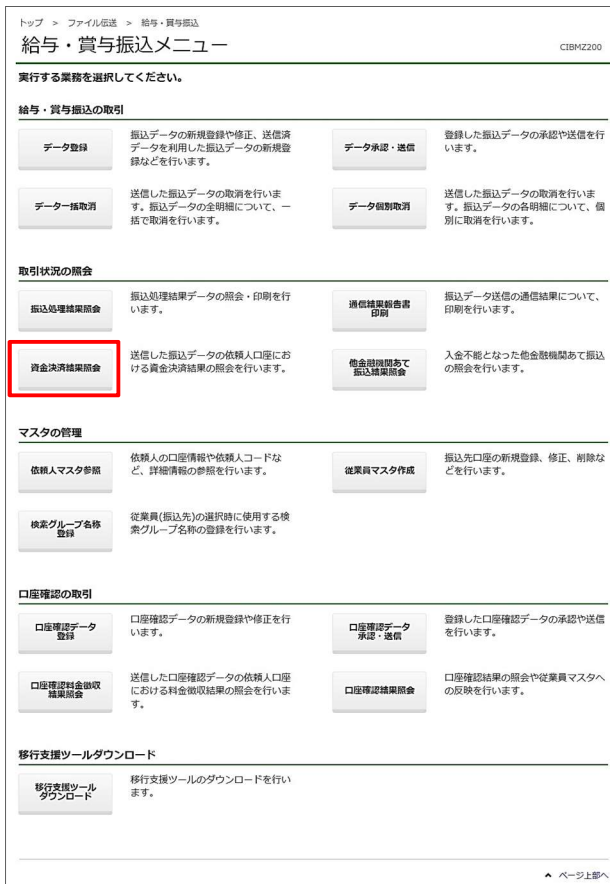 トップ > ファイル伝送 > 給与・賞与振込
給与・賞与振込メニュー
CIBMZ200
実行する業務を選択してください。
給与・賞与振込の取引
データ登録
振込データの新規登録や修正、送信済
データを利用した振込データの新規登
録などを行います。
データ承認・送信
登録した振込データの承認や送信を行
います。
データ一括取消
送信した振込データの取消を行いま
す。振込データの全明細について、一
括で取消を行います。
データ個別取消
送信した振込データの取消を行いま
す。振込データの各明細について、個
別に取消を行います。
取引状況の照会
振込処理結果照会
振込処理結果データの照会・印刷を行
います。
通信結果報告書
印刷
振込データ送信の通信結果について、
印刷を行います。
資金決済結果照会
送信した振込データの依頼人口座にお
ける資金決済結果の照会を行います。
他金融機関あて
振込結果照会
入金不能となった他金融機関あて振込
の照会を行います。
マスタの管理
依頼人マスタ参照
依頼人の口座情報や依頼人コードな
ど、詳細情報の参照を行います。
従業員マスタ作成
振込先口座の新規登録、修正、削除な
どを行います。
検索グループ名称
登録
従業員(振込先)の選択時に使用する検
索グループ名称の登録を行います。
口座確認の取引
口座確認データ
登録
口座確認データの新規登録や修正を行
います。
口座確認データ
承認・送信
登録した口座確認データの承認や送信
を行います。
口座確認料金徴収
結果照会
送信した口座確認データの依頼人口座
における料金徴収結果の照会を行いま
す。
口座確認結果照会
口座確認結果の照会や従業員マスタへ
の反映を行います。
移行支援ツールダウンロード
移行支援ツール
ダウンロード
移行支援ツールのダウンロードを行い
ます。
ページ上部へ